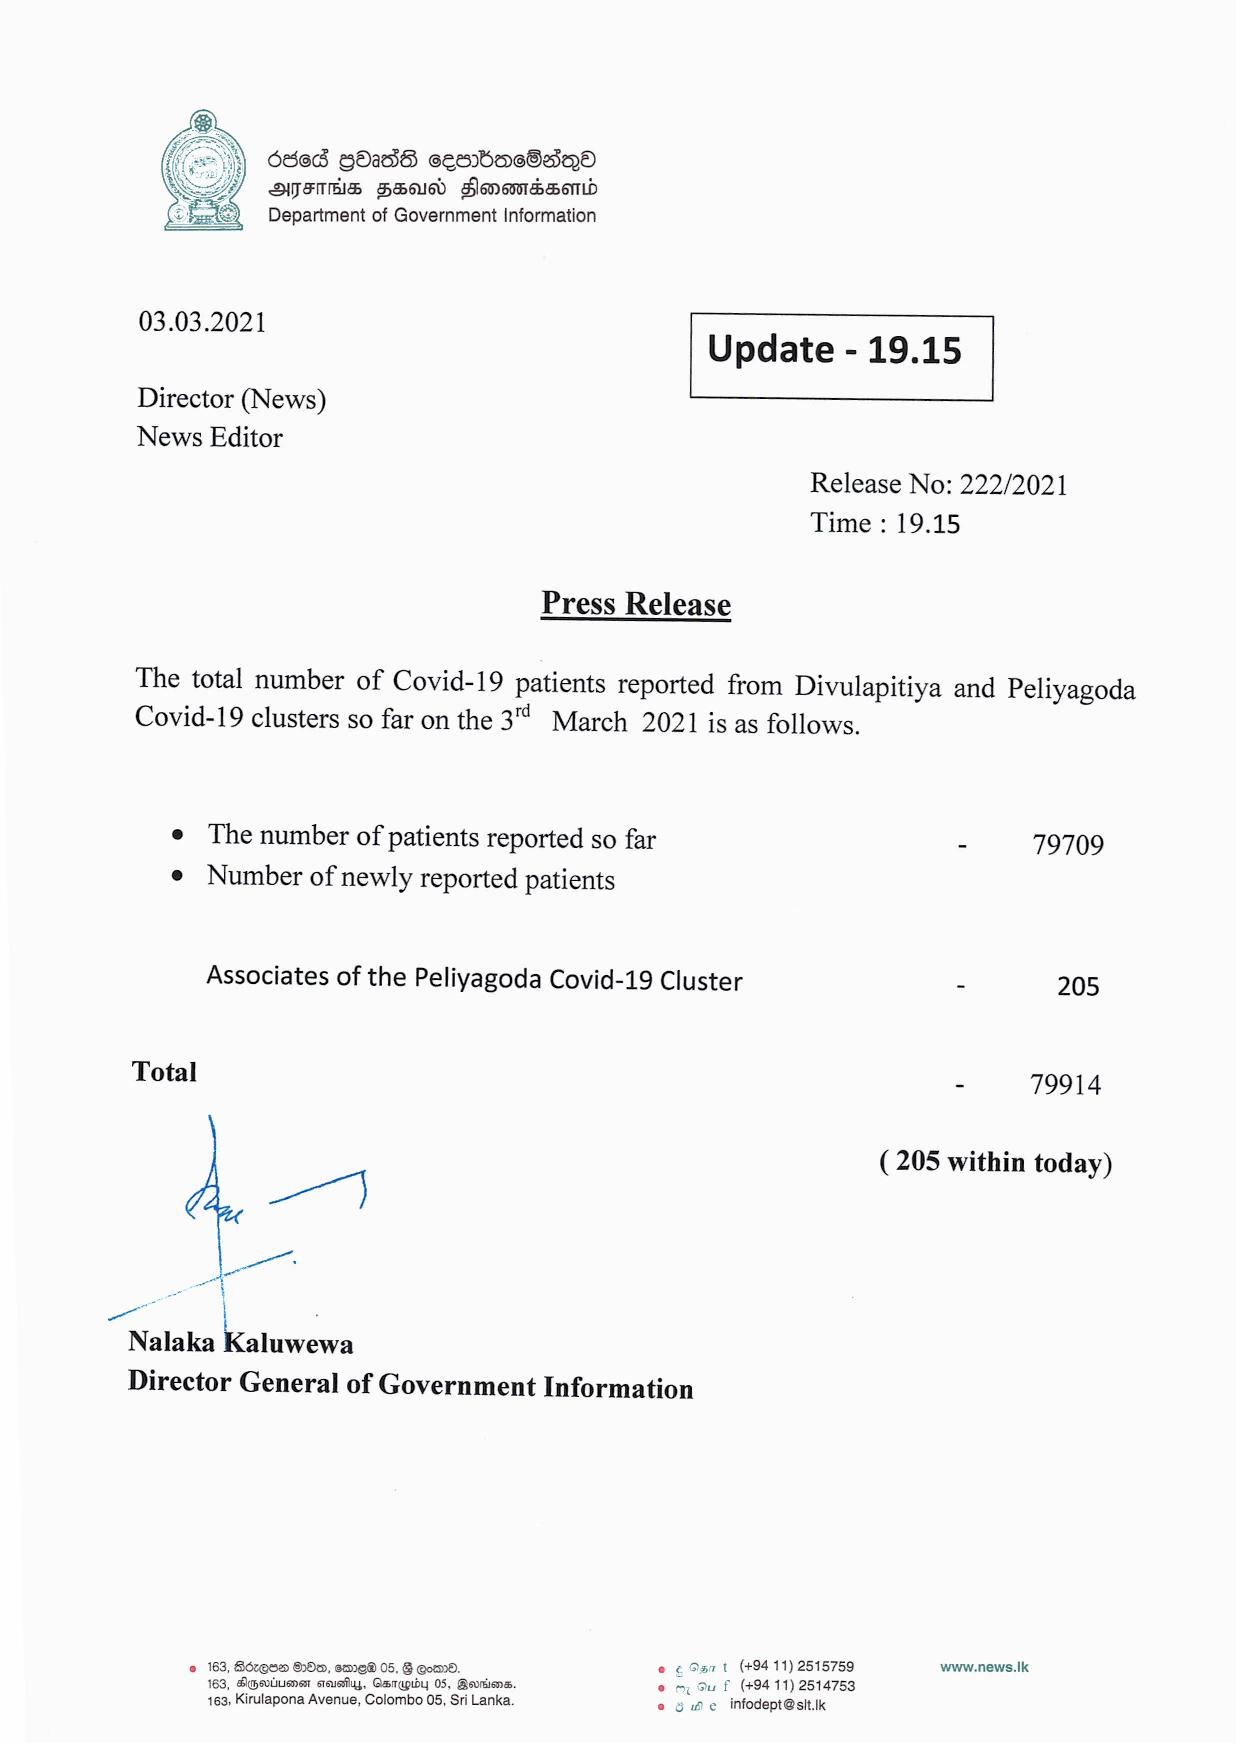 රජයේ ප්‍රවෘත්ති දෙපාර්තමේන්තුව
அரசாங்க தகவல் திணைக்களம்
Department of Government Information
03.03.2021
Update - 19.15
Director (News)
News Editor
Release No: 222/2021
Time : 19.15
Press Release
The total number of Covid-19 patients reported from Divulapitiya and Peliyagoda
Covid-19 clusters so far on the 3rd March 2021 is as follows.
• The number of patients reported so far - 79709
• Number of newly reported patients
Associates of the Peliyagoda Covid-19 Cluster - 205
Total - 79914
( 205 within today)
Nalaka Kaluwewa
Director General of Government Information
163, කිරුලපන මාවත, කොළඹ 05, ශ්‍රී ලංකාව.
163, கிருலப்பனை எவனியூ, கொழும்பு 05, இலங்கை.
163, Kirulapona Avenue, Colombo 05, Sri Lanka.
දු தொ t (+94 11) 2515759
ෆැ பெ f (+94 11) 2514753
ඊ மி e infodept@slt.lk
www.news.lk